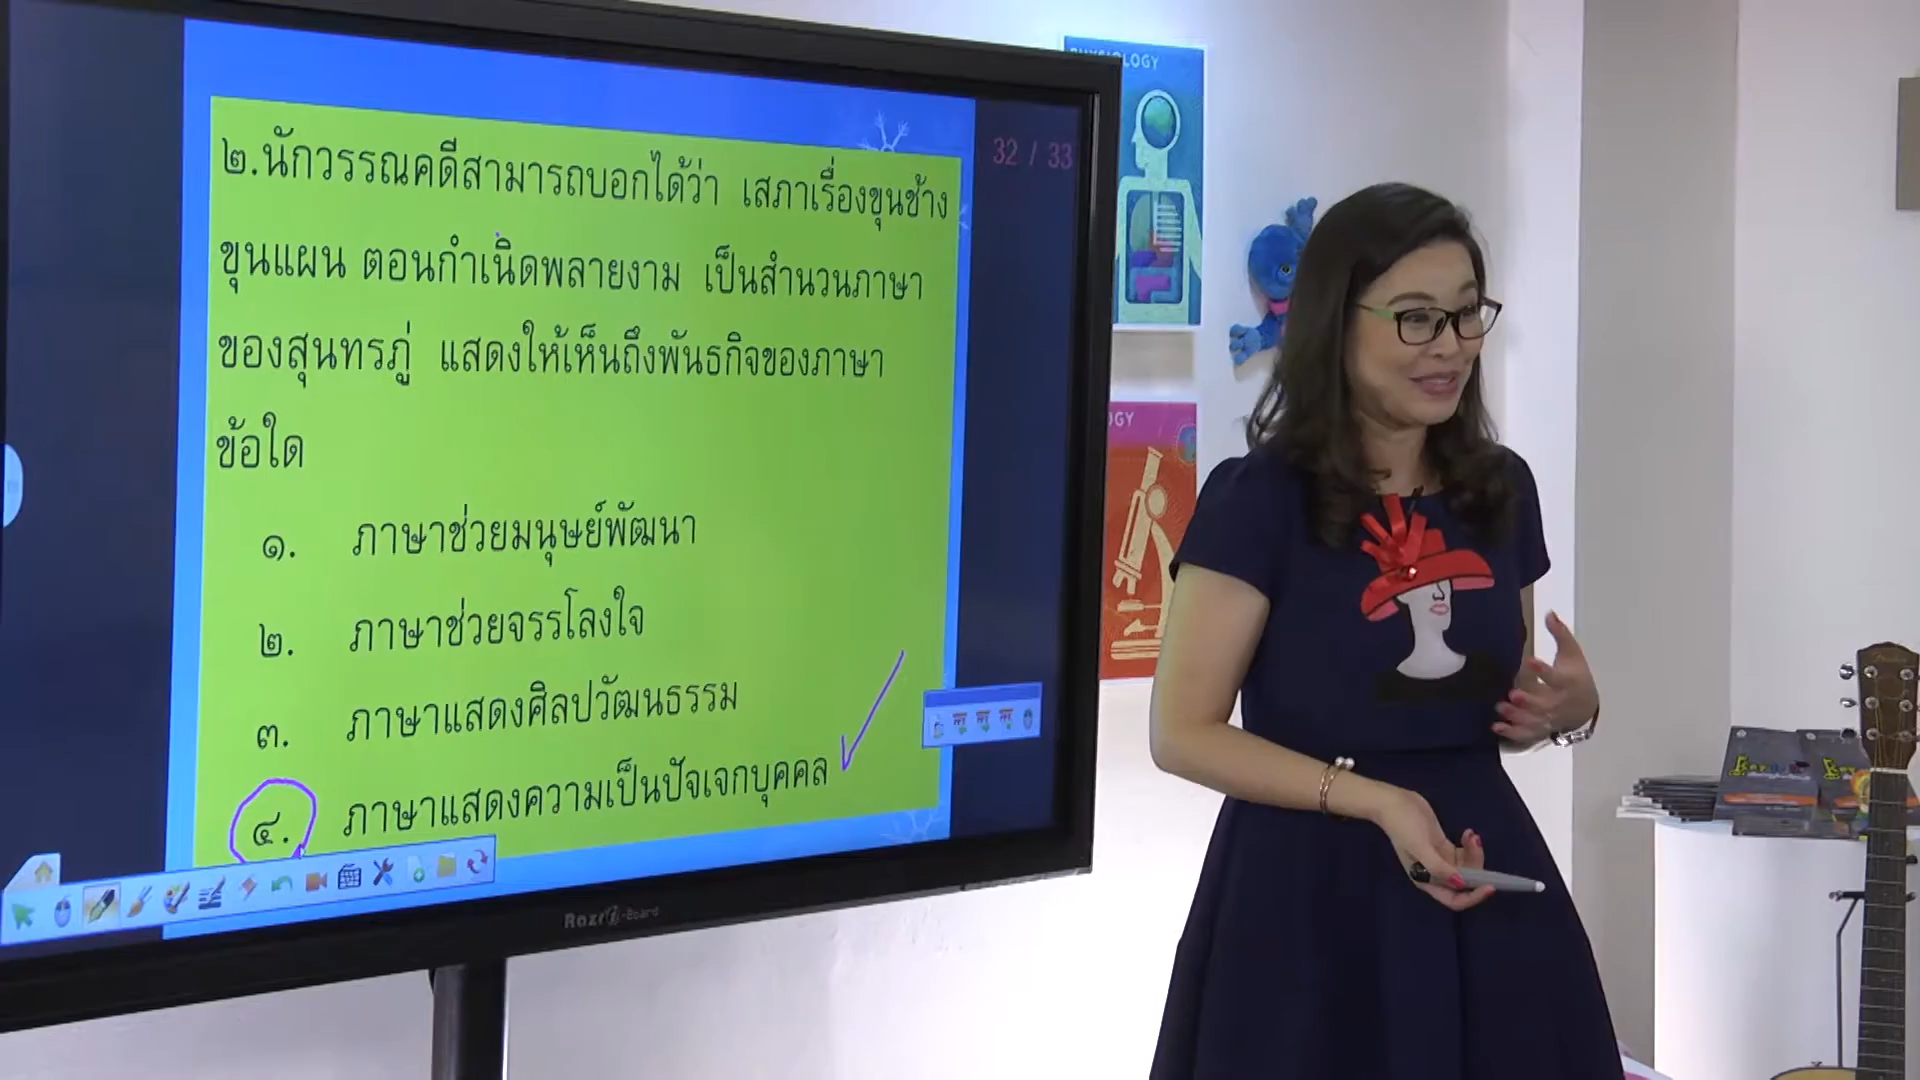 ๒.นักวรรณคดีสามารถบอกได้ว่า เสภาเรื่องขุนช้าง
ขุนแผน ตอนกำเนิดพลายงาม เป็นสำนวนภาษา
ของสุนทรภู่ แสดงให้เห็นถึงพันธกิจของภาษา
ข้อใด
๑. ภาษาช่วยมนุษย์พัฒนา
๒. ภาษาช่วยจรรโลงใจ
๓. ภาษาแสดงศิลปวัฒนธรรม
๔. ภาษาแสดงความเป็นปัจเจกบุคคล
32 / 33
PHYSIOLOGY